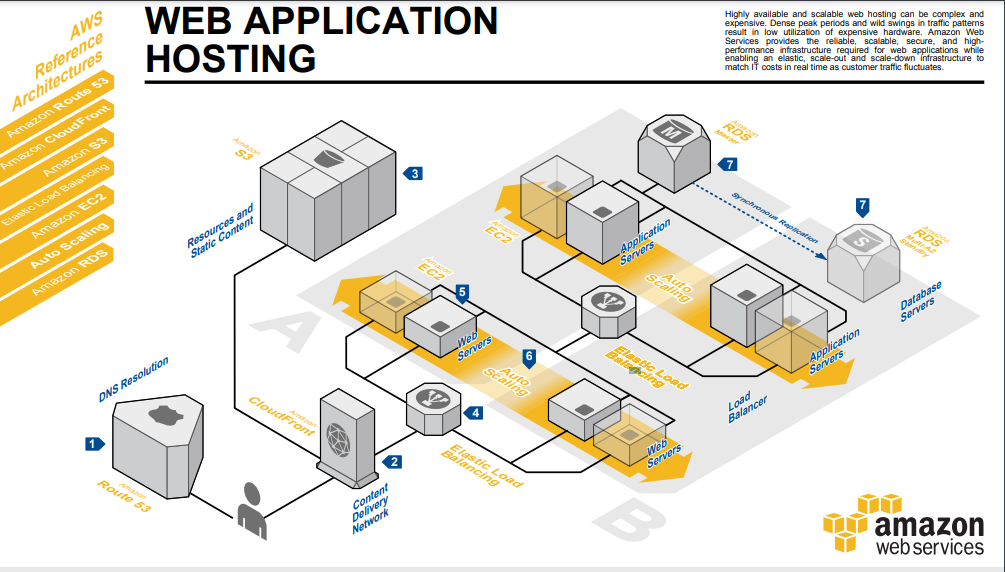 AWS
Reference
Architectures
Amazon Route 53
Amazon CloudFront
Amazon S3
Elastic Load Balancing
Amazon EC2
Auto Scaling
Amazon RDS
WEB APPLICATION
HOSTING
Highly available and scalable web hosting can be complex and
expensive. Dense peak periods and wild swings in traffic patterns
result in low utilization of expensive hardware. Amazon Web
Services provides the reliable, scalable, secure, and high-
performance infrastructure required for web applications while
enabling an elastic, scale-out and scale-down infrastructure to
match IT costs in real time as customer traffic fluctuates.
Amazon
S3
3
Resources and
Static Content
M
Amazon
RDS
Master
7
Synchronous Replication
7
S
Amazon
RDS
Multi-AZ
Standby
Database
Servers
Amazon
EC2
Application
Servers
Auto
Scaling
Application
Servers
Elastic Load
Balancing
Load
Balancer
Amazon
EC2
5
Web
Servers
6
Auto
Scaling
Web
Servers
A
B
4
Elastic Load
Balancing
DNS Resolution
1
Amazon
Route 53
Amazon
CloudFront
2
Content
Delivery
Network
amazon
web services